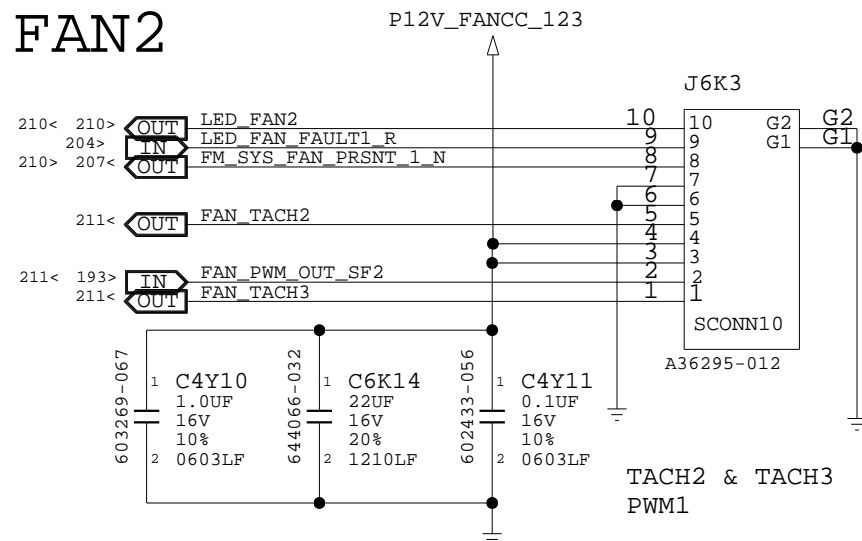 FAN2
P12V_FANCC_123
J6K3
210< 210> OUT LED_FAN2 10 10 G2 G2
204> IN LED_FAN_FAULT1_R 9 9 G1 G1
210> 207< OUT FM_SYS_FAN_PRSNT_1_N 8 8
7 7
6 6
211< OUT FAN_TACH2 5 5
4 4
3 3
211< 193> IN FAN_PWM_OUT_SF2 2 2
211< OUT FAN_TACH3 1 1
SCONN10
A36295-012
603269-067
1 C4Y10
1.0UF
16V
10%
2 0603LF
644066-032
1 C6K14
22UF
16V
20%
2 1210LF
602433-056
1 C4Y11
0.1UF
16V
10%
2 0603LF
TACH2 & TACH3
PWM1